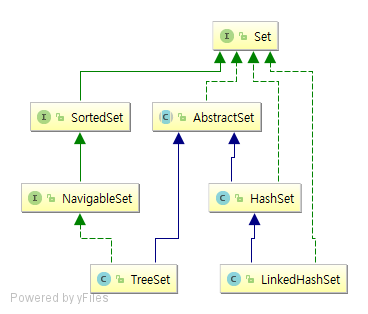 I Set
I SortedSet
C AbstractSet
I NavigableSet
C HashSet
C TreeSet
C LinkedHashSet
Powered by yFiles